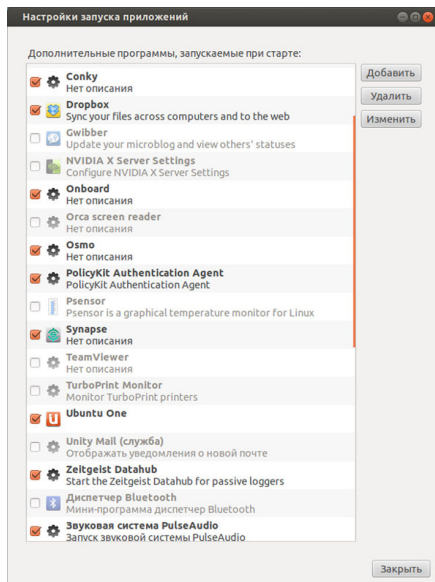 Настройки запуска приложений
Дополнительные программы, запускаемые при старте:
Conky
Нет описания
Добавить
Dropbox
Sync your files across computers and to the web
Удалить
Gwibber
Update your microblog and view others' statuses
Изменить
NVIDIA X Server Settings
Configure NVIDIA X Server Settings
Onboard
Нет описания
Orca screen reader
Нет описания
Osmo
Нет описания
PolicyKit Authentication Agent
PolicyKit Authentication Agent
Psensor
Psensor is a graphical temperature monitor for Linux
Synapse
Нет описания
TeamViewer
Нет описания
TurboPrint Monitor
Monitor TurboPrint printers
Ubuntu One
Unity Mail (служба)
Отображать уведомления о новой почте
Zeitgeist Datahub
Start the Zeitgeist Datahub for passive loggers
Диспетчер Bluetooth
Мини-программа диспетчер Bluetooth
Звуковая система PulseAudio
Запуск звуковой системы PulseAudio
Закрыть